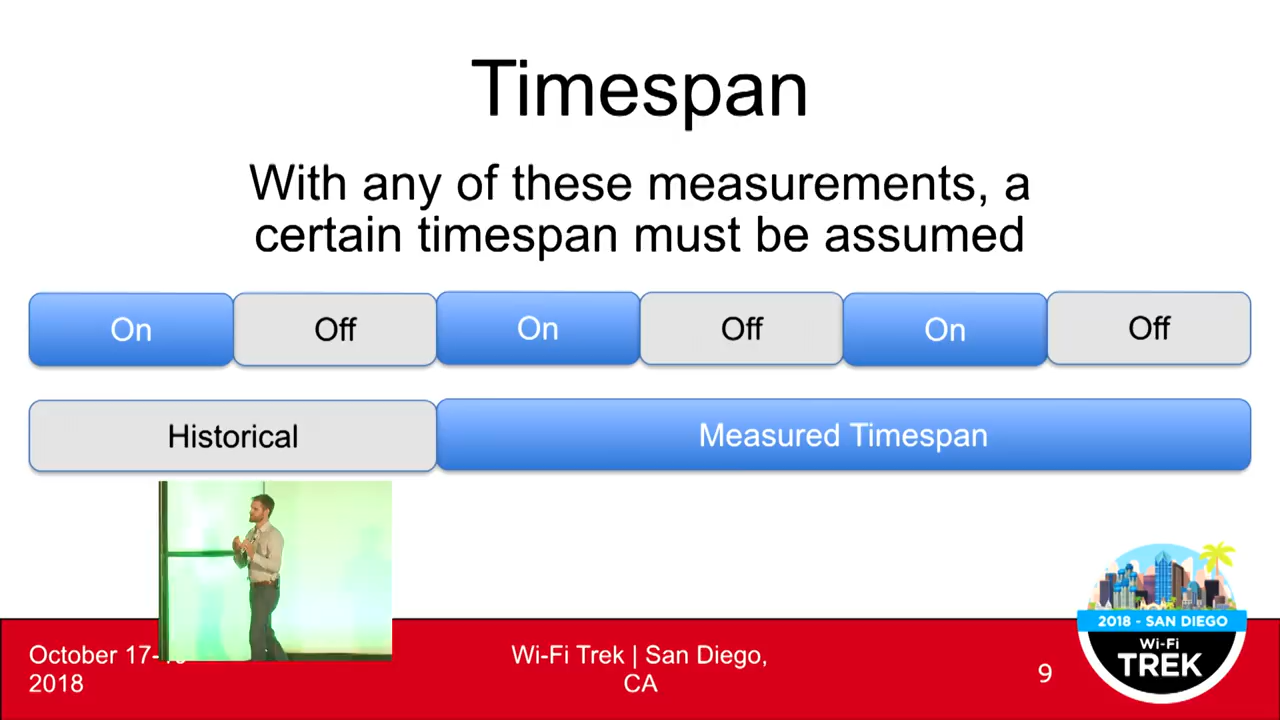 Timespan
With any of these measurements, a
certain timespan must be assumed
On Off On Off On Off
Historical Measured Timespan
October 17-
2018
Wi-Fi Trek | San Diego,
CA
9
2018 - SAN DIEGO
Wi-Fi
TREK